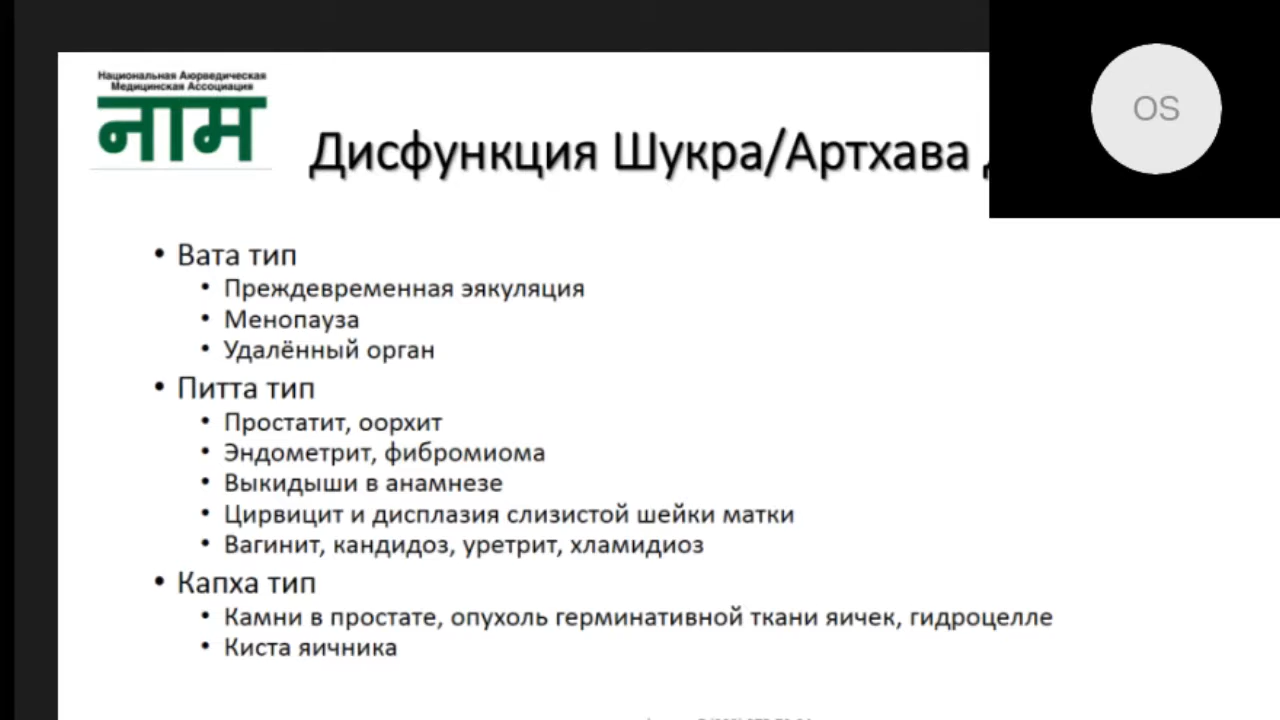 Национальная Аюрведическая
Медицинская Ассоциация
नाम
OS
Дисфункция Шукра/Артхава
• Вата тип
• Преждевременная эякуляция
• Менопауза
• Удалённый орган
• Питта тип
• Простатит, оорхит
• Эндометрит, фибромиома
• Выкидыши в анамнезе
• Цирвицит и дисплазия слизистой шейки матки
• Вагинит, кандидоз, уретрит, хламидиоз
• Капха тип
• Камни в простате, опухоль герминативной ткани яичек, гидроцелле
• Киста яичника